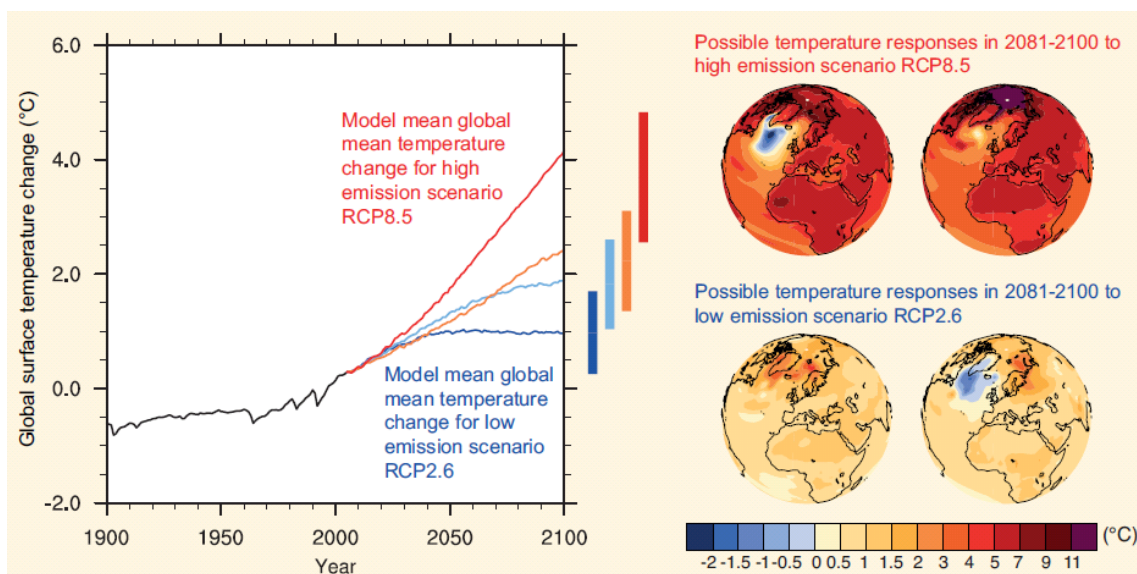 Global surface temperature change (°C)
6.0
4.0
2.0
0.0
-2.0
1900
1950
2000
2050
2100
Year
Model mean global
mean temperature
change for high
emission scenario
RCP8.5
Model mean global
mean temperature
change for low
emission scenario
RCP2.6
Possible temperature responses in 2081-2100 to
high emission scenario RCP8.5
Possible temperature responses in 2081-2100 to
low emission scenario RCP2.6
-2 -1.5 -1 -0.5 0 0.5 1 1.5 2 3 4 5 7 9 11 (°C)